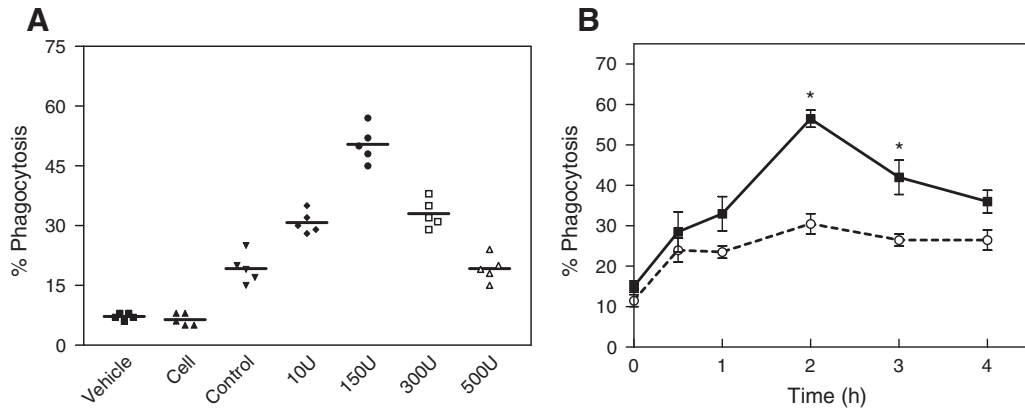 A
% Phagocytosis
75
60
45
30
15
0
Vehicle
Cell
Control
10U
150U
300U
500U
B
% Phagocytosis
70
60
50
40
30
20
10
0
*
*
0
1
2
3
4
Time (h)